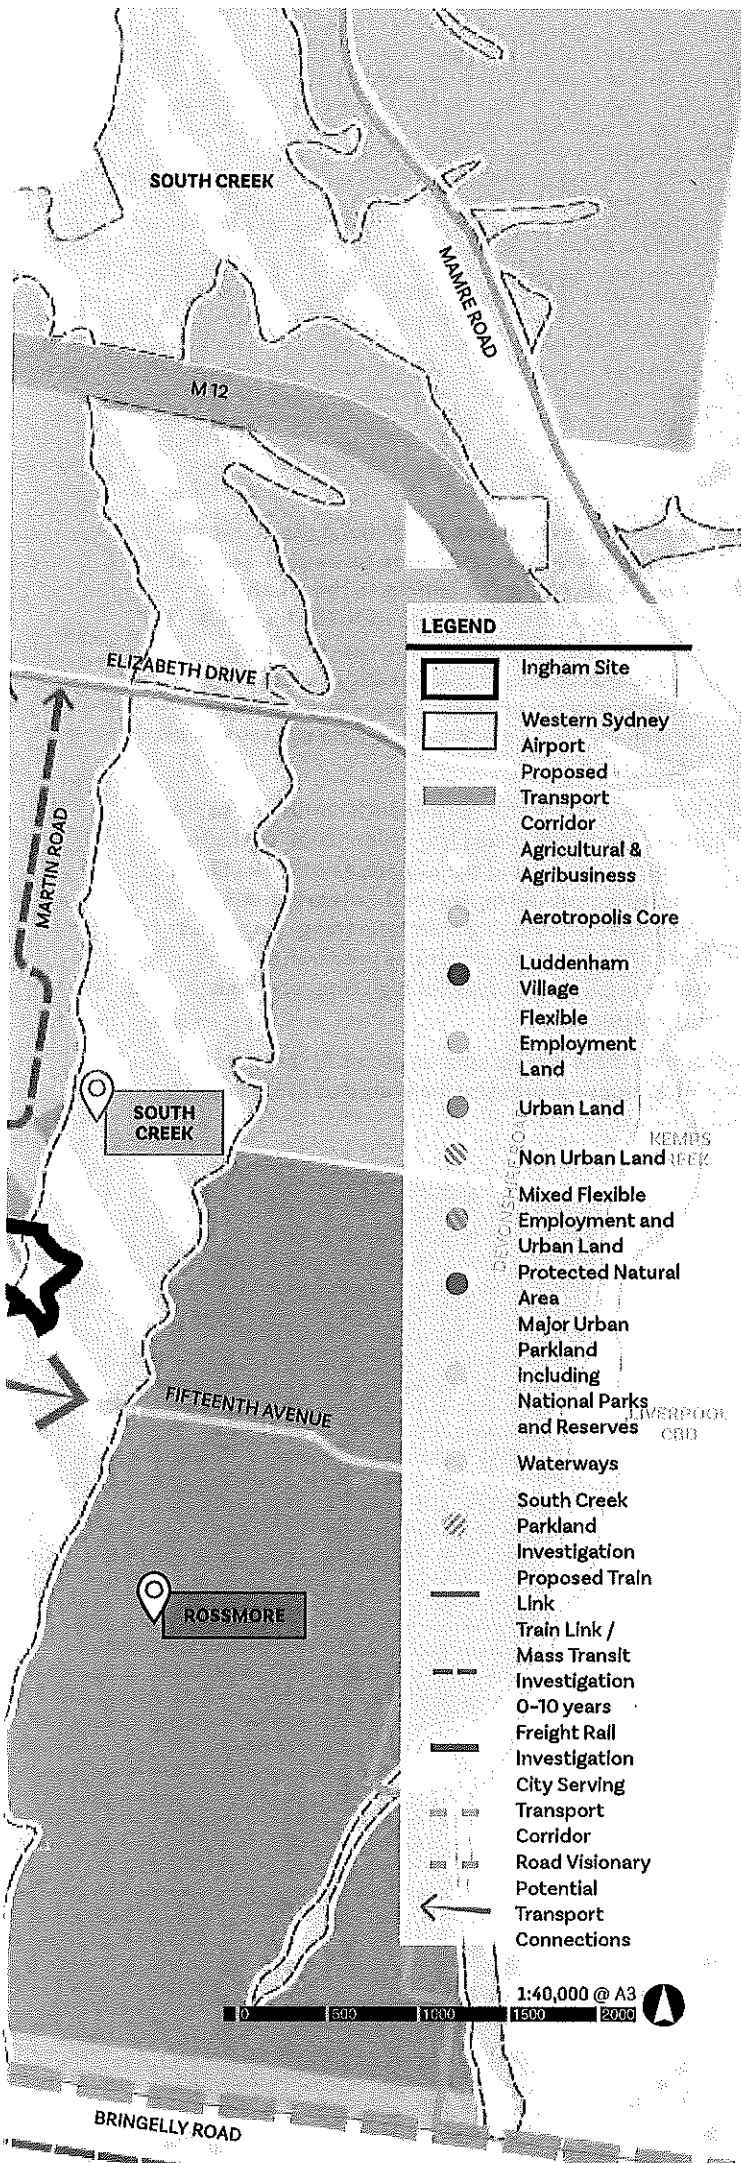 SOUTH CREEK
MAMRE ROAD
M 12
LEGEND
Ingham Site
ELIZABETH DRIVE
Western Sydney
Airport
Proposed
Transport
Corridor
Agricultural &
Agribusiness
MARTIN ROAD
Aerotropolis Core
Luddenham
Village
Flexible
Employment
Land
SOUTH
CREEK
Urban Land
KEMPS
Non Urban Land
Mixed Flexible
Employment and
Urban Land
Protected Natural
Area
Major Urban
Parkland
including
National Parks
and Reserves
FIFTEENTH AVENUE
LIVERPOOL
CBD
Waterways
South Creek
Parkland
Investigation
Proposed Train
Link
ROSSMORE
Train Link /
Mass Transit
Investigation
0-10 years
Freight Rail
Investigation
City Serving
Transport
Corridor
Road Visionary
Potential
Transport
Connections
1:40,000 @ A3
0 500 1000 1500 2000
BRINGELLY ROAD